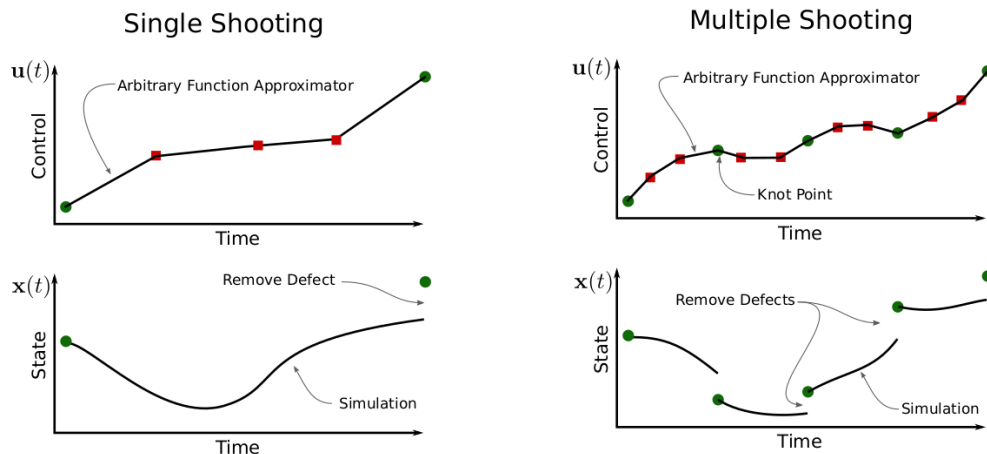 Single Shooting
u(t)
Control
Arbitrary Function Approximator
Time
x(t)
State
Remove Defect
Simulation
Time
Multiple Shooting
u(t)
Control
Arbitrary Function Approximator
Knot Point
Time
x(t)
State
Remove Defects
Simulation
Time